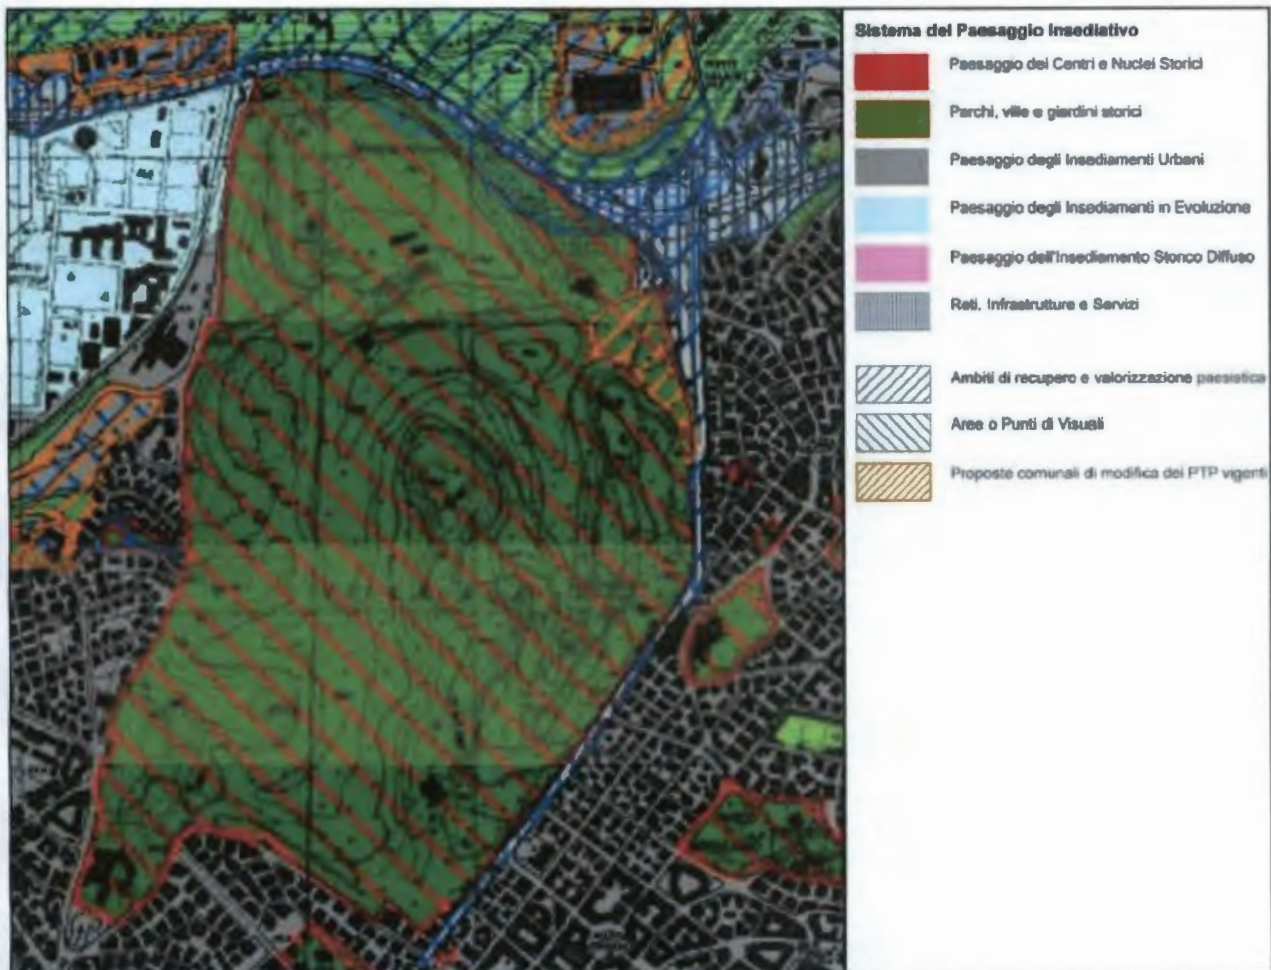 Sistema del Paesaggio Insediativo
Paesaggio dei Centri e Nuclei Storici
Parchi, ville e giardini storici
Paesaggio degli Insediamenti Urbani
Paesaggio degli Insediamenti in Evoluzione
Paesaggio dell'Insediamento Storico Diffuso
Reti, Infrastrutture e Servizi
Ambiti di recupero e valorizzazione paesistica
Aree o Punti di Visuali
Proposte comunali di modifica dei PTP vigenti